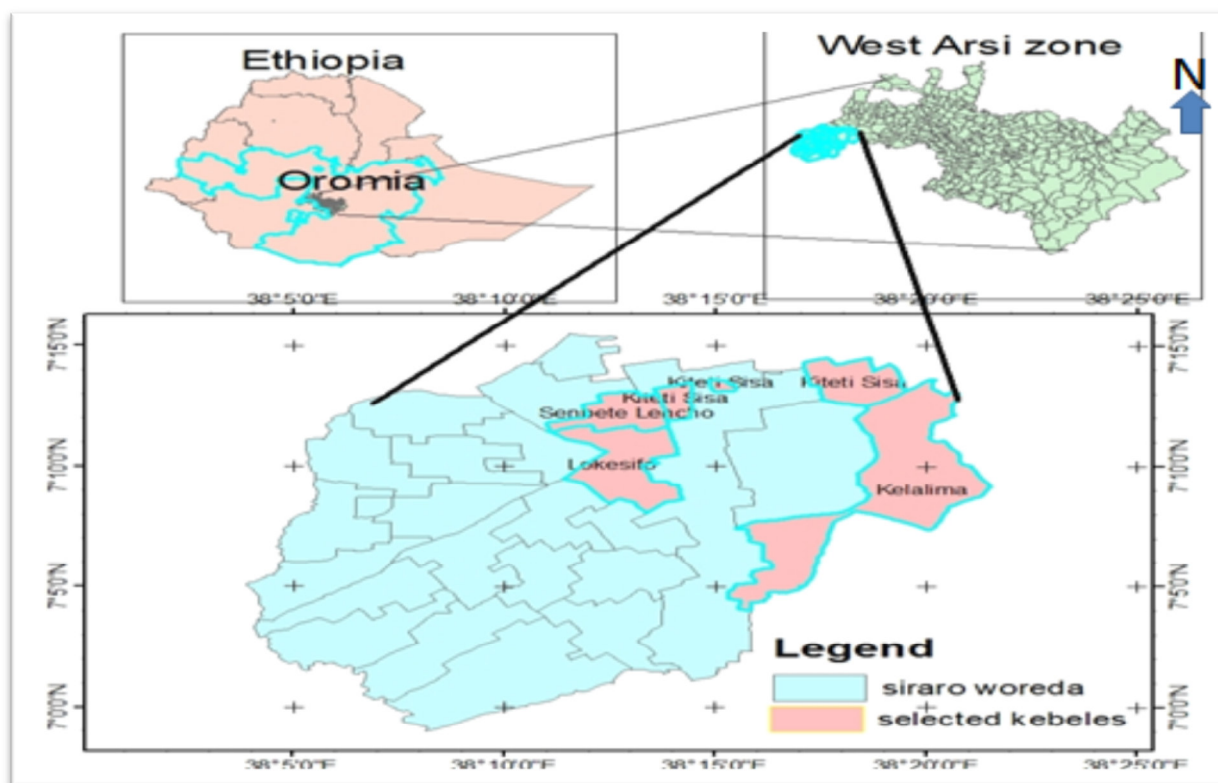 Ethiopia
West Arsi zone
N
Oromia
38°5'0"E
38°10'0"E
38°15'0"E
38°20'0"E
38°25'0"E
7°15'0"N
7°15'0"N
Kiteti Sisa
Kiteti Sisa
Kiteti Sisa
Senbete Lencho
Lokesifo
7°10'0"N
7°10'0"N
Kelalima
7°5'0"N
7°5'0"N
Legend
siraro woreda
selected kebeles
7°0'0"N
7°0'0"N
38°5'0"E
38°10'0"E
38°15'0"E
38°20'0"E
38°25'0"E